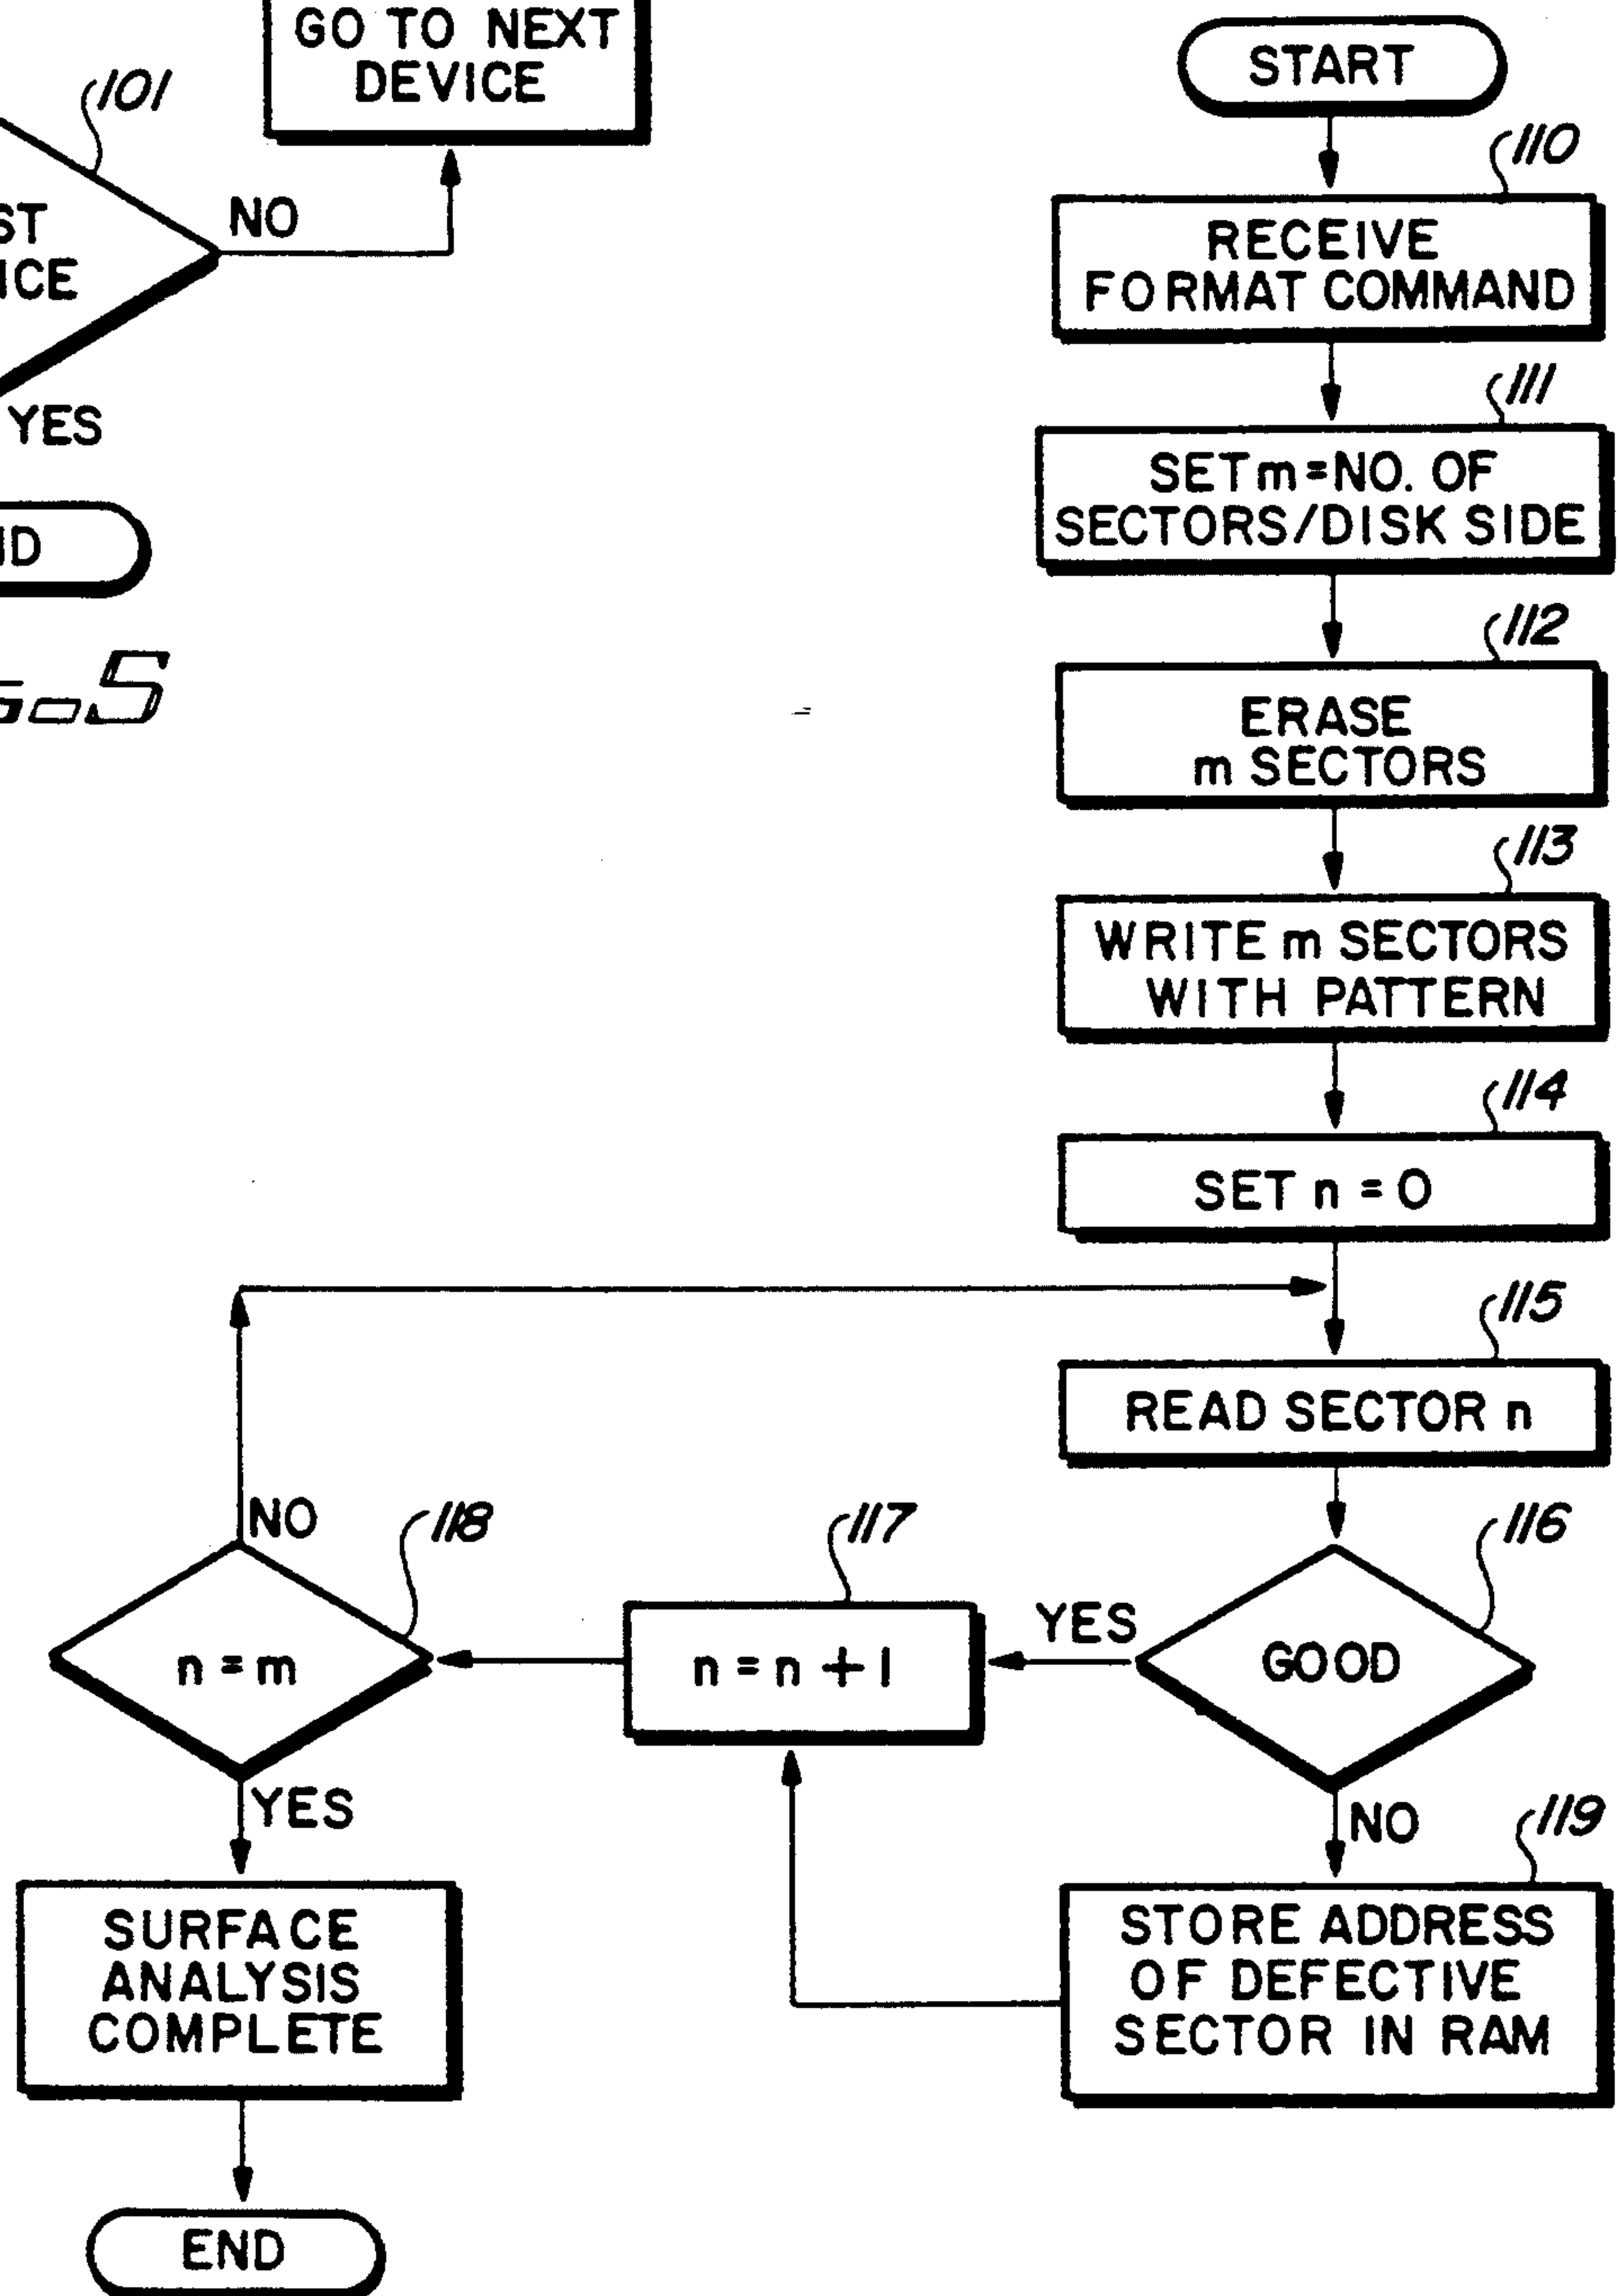 GO TO NEXT
DEVICE
101
NO
YES
START
110
RECEIVE
FORMAT COMMAND
111
SET m = NO. OF
SECTORS/DISK SIDE
112
ERASE
m SECTORS
113
WRITE m SECTORS
WITH PATTERN
114
SET n = 0
115
READ SECTOR n
116
GOOD
YES
117
n = n + 1
118
n = m
NO
YES
NO
119
STORE ADDRESS
OF DEFECTIVE
SECTOR IN RAM
SURFACE
ANALYSIS
COMPLETE
END